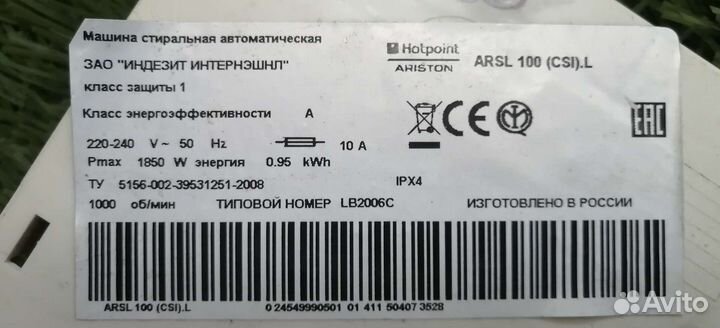 Машина стиральная автоматическая
ЗАО "ИНДЕЗИТ ИНТЕРНЭШНЛ"
класс защиты 1
Hotpoint
ARISTON
ARSL 100 (CSI).L
Класс энергоэффективности A
220-240 V~ 50 Hz 10 A
Pmax 1850 W энергия 0.95 kWh
CE
EAC
ТУ 5156-002-39531251-2008 IPX4
1000 об/мин ТИПОВОЙ НОМЕР LB2006C ИЗГОТОВЛЕНО В РОССИИ
ARSL 100 (CSI).L 0 24549990501 01 411 50407 3528
Avito